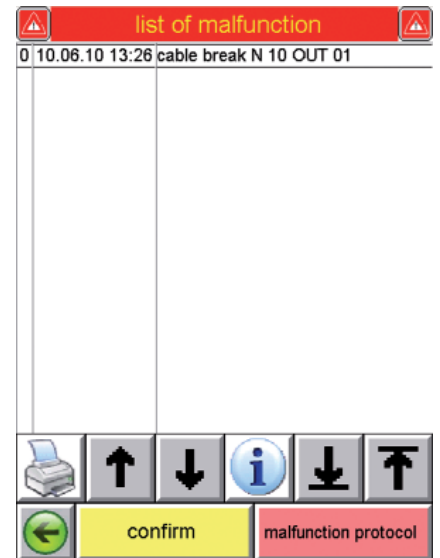 list of malfunction
0 10.06.10 13:26 cable break N 10 OUT 01
i
confirm
malfunction protocol